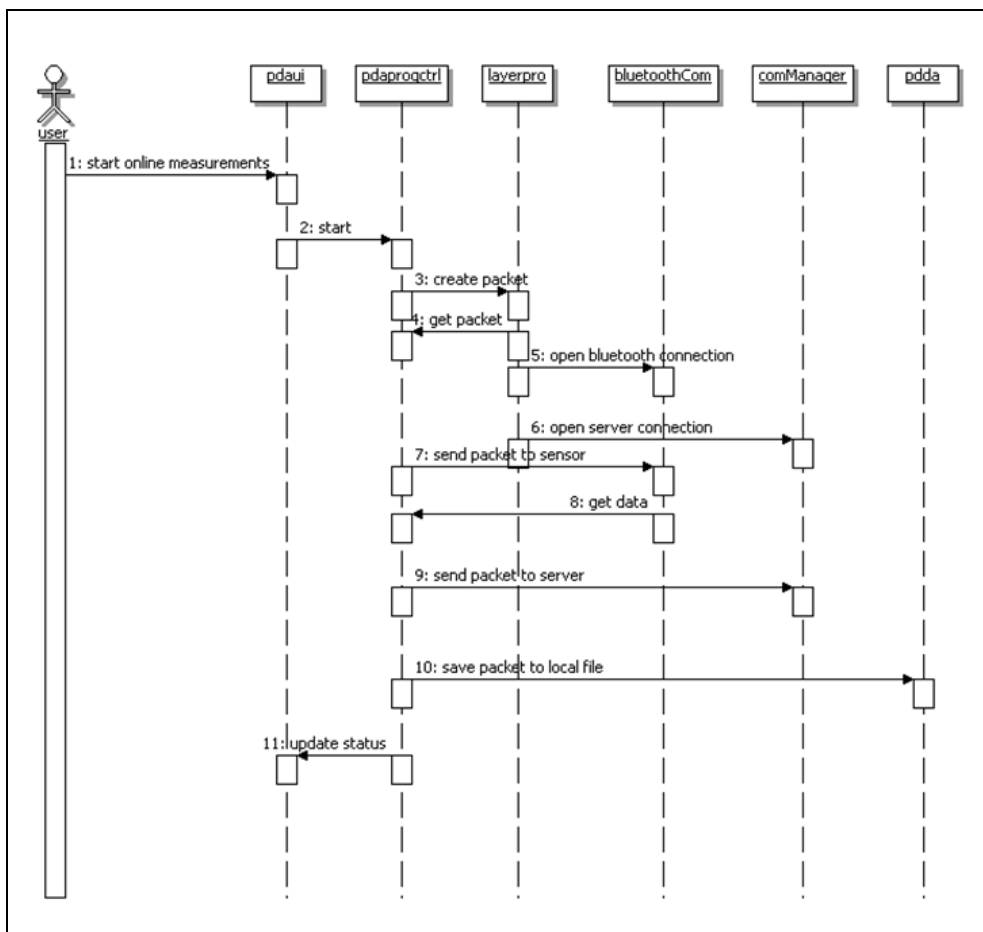 pdaui
pdaprogctrl
layerpro
bluetoothCom
comManager
pdda
user
1: start online measurements
2: start
3: create packet
4: get packet
5: open bluetooth connection
6: open server connection
7: send packet to sensor
8: get data
9: send packet to server
10: save packet to local file
11: update status